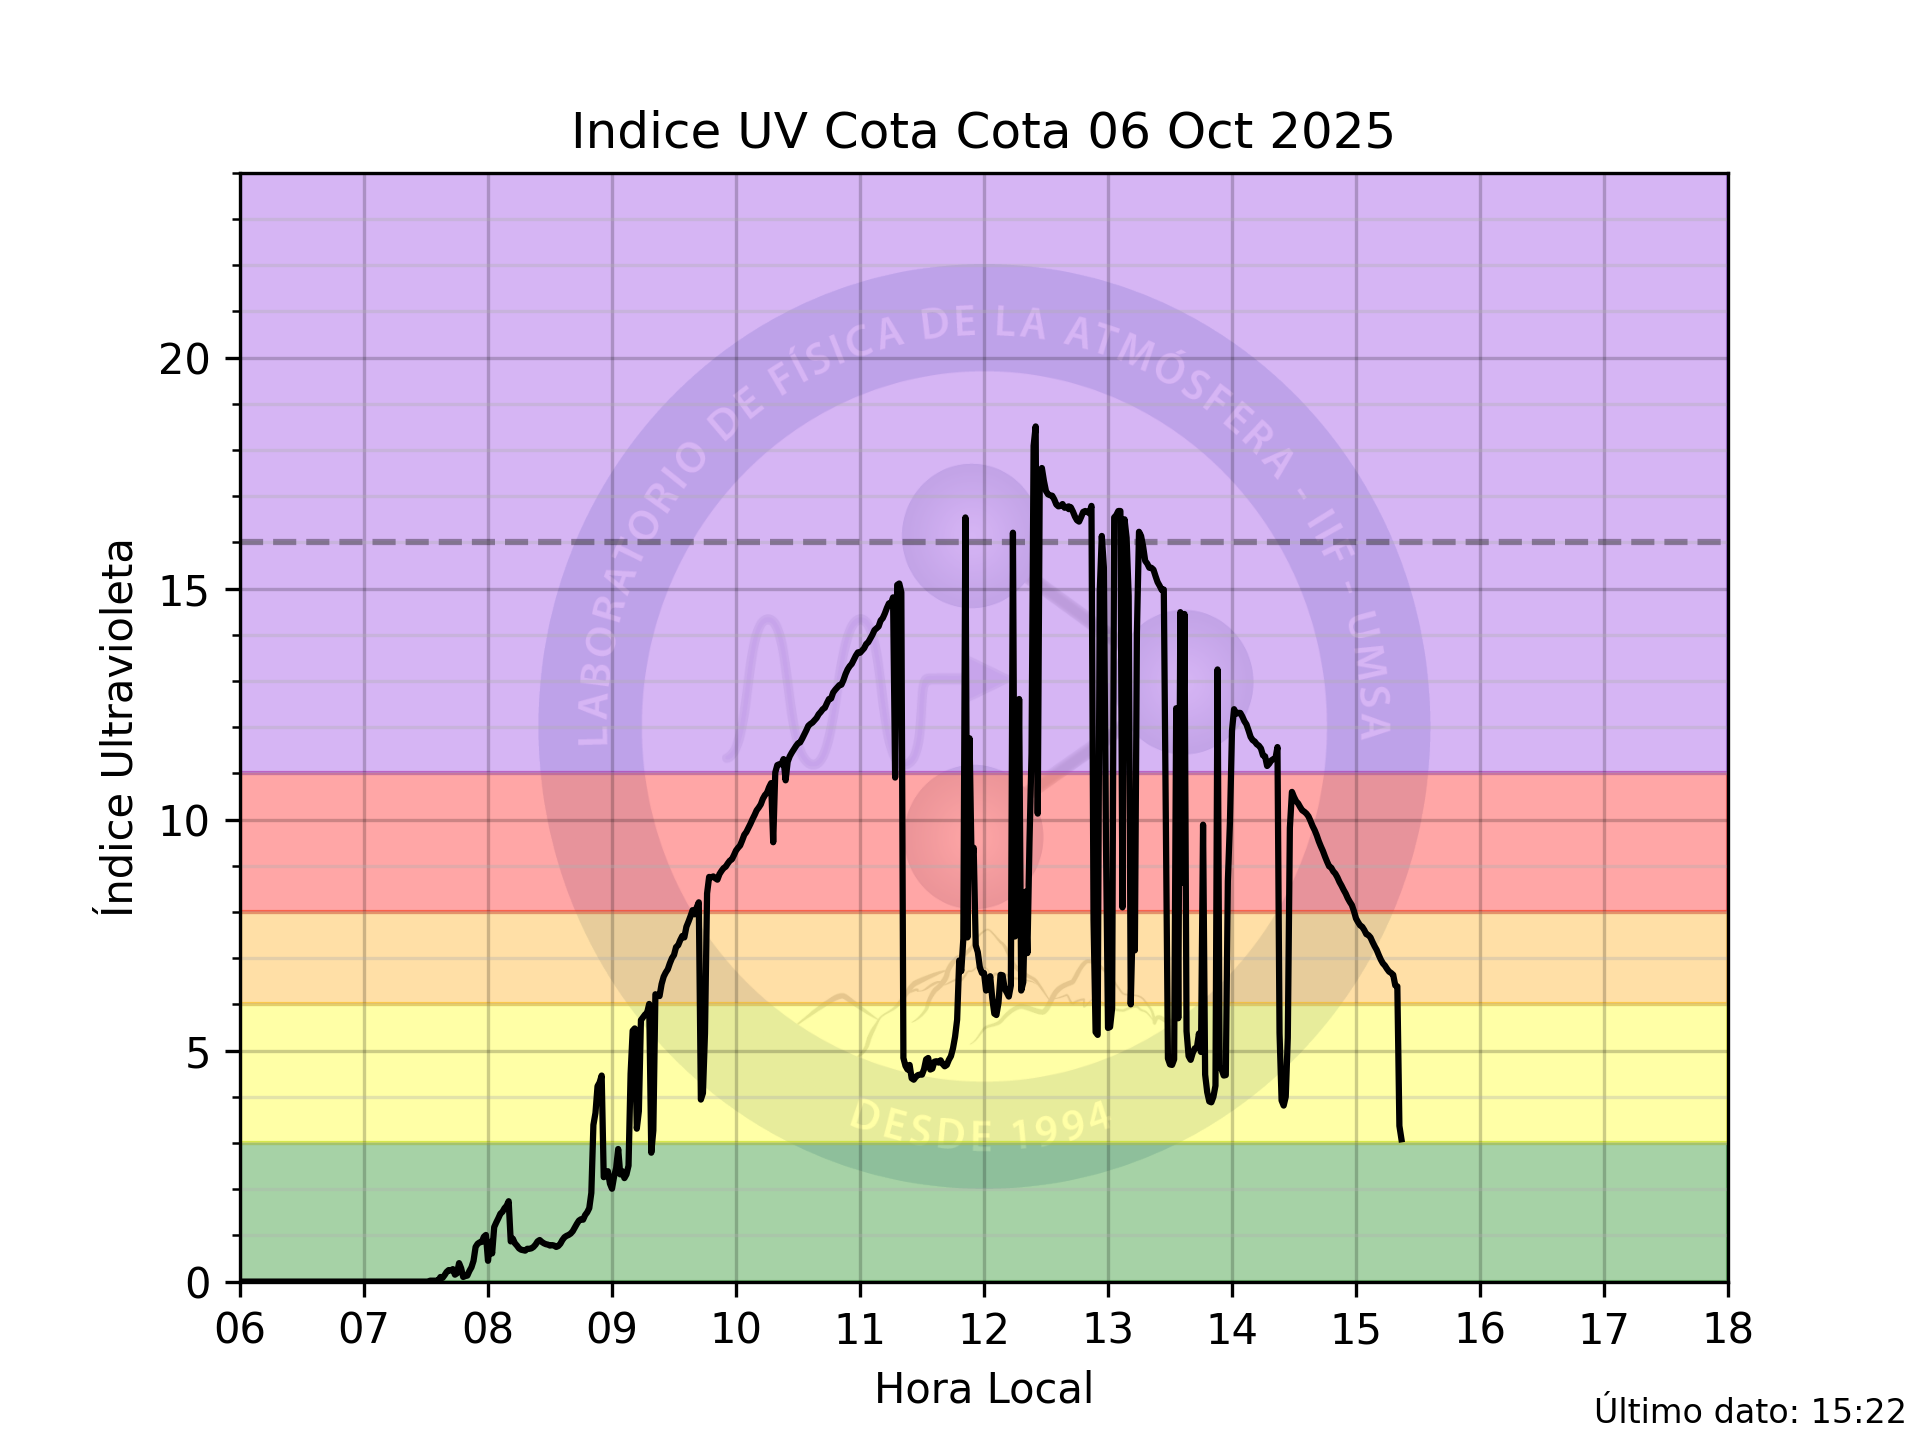 Indice UV Cota Cota 06 Oct 2025
Índice Ultravioleta
20
15
10
5
0
LABORATORIO DE FÍSICA DE LA ATMÓSFERA - IIF - UMSA
DESDE 1994
06 07 08 09 10 11 12 13 14 15 16 17 18
Hora Local
Último dato: 15:22